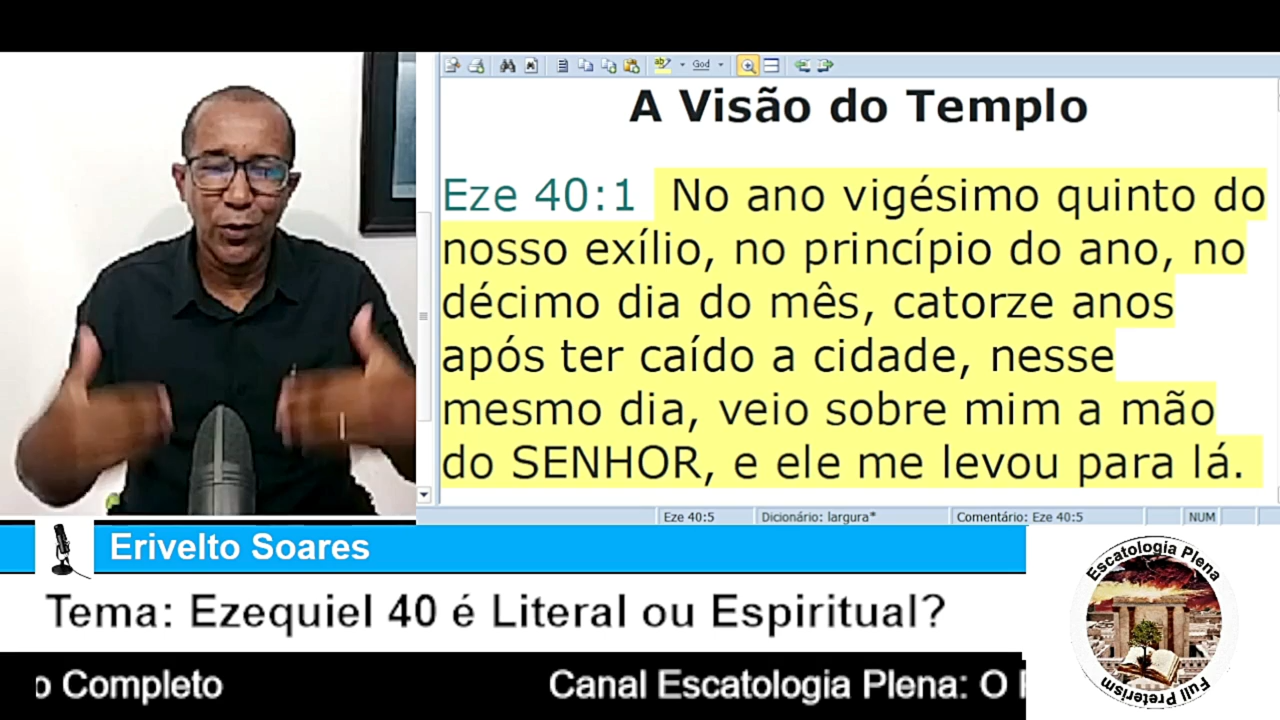 A Visão do Templo
Eze 40:1 No ano vigésimo quinto do
nosso exílio, no princípio do ano, no
décimo dia do mês, catorze anos
após ter caído a cidade, nesse
mesmo dia, veio sobre mim a mão
do SENHOR, e ele me levou para lá.
Eze 40:5 Dicionário: largura* Comentário: Eze 40:5 NUM
Erivelto Soares
Tema: Ezequiel 40 é Literal ou Espiritual?
o Completo Canal Escatologia Plena: O
Escatologia Plena
Full Preterism